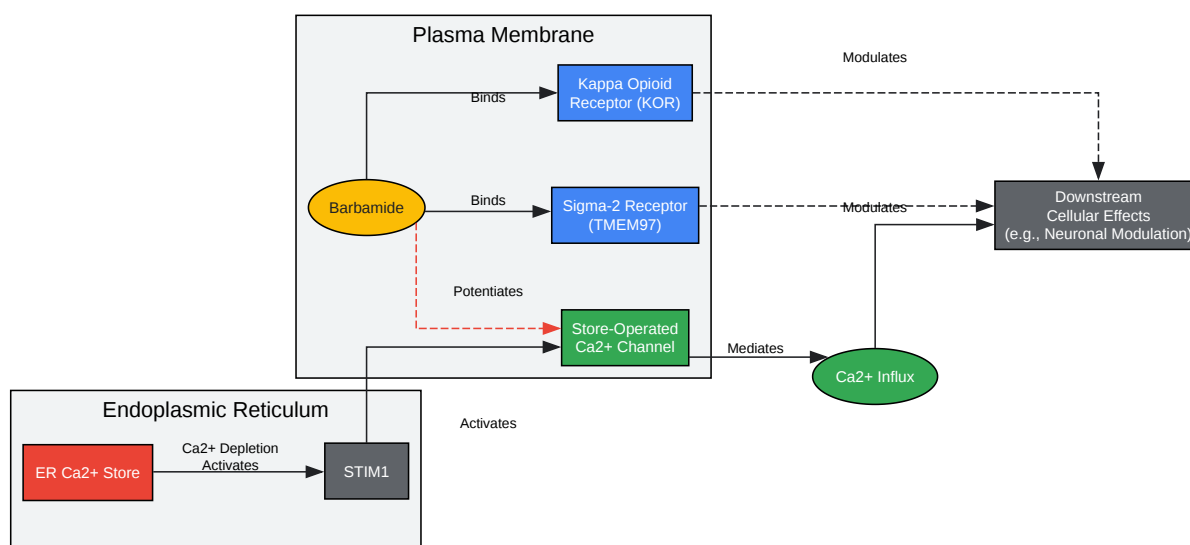 Plasma Membrane
Modulates
Kappa Opioid
Receptor (KOR)
Binds
Barbamide
Binds
Sigma-2 Receptor
(TMEM97)
Modulates
Downstream
Cellular Effects
(e.g., Neuronal Modulation)
Potentiates
Store-Operated
Ca2+ Channel
Mediates
Ca2+ Influx
Endoplasmic Reticulum
Activates
Ca2+ Depletion
Activates
ER Ca2+ Store
STIM1